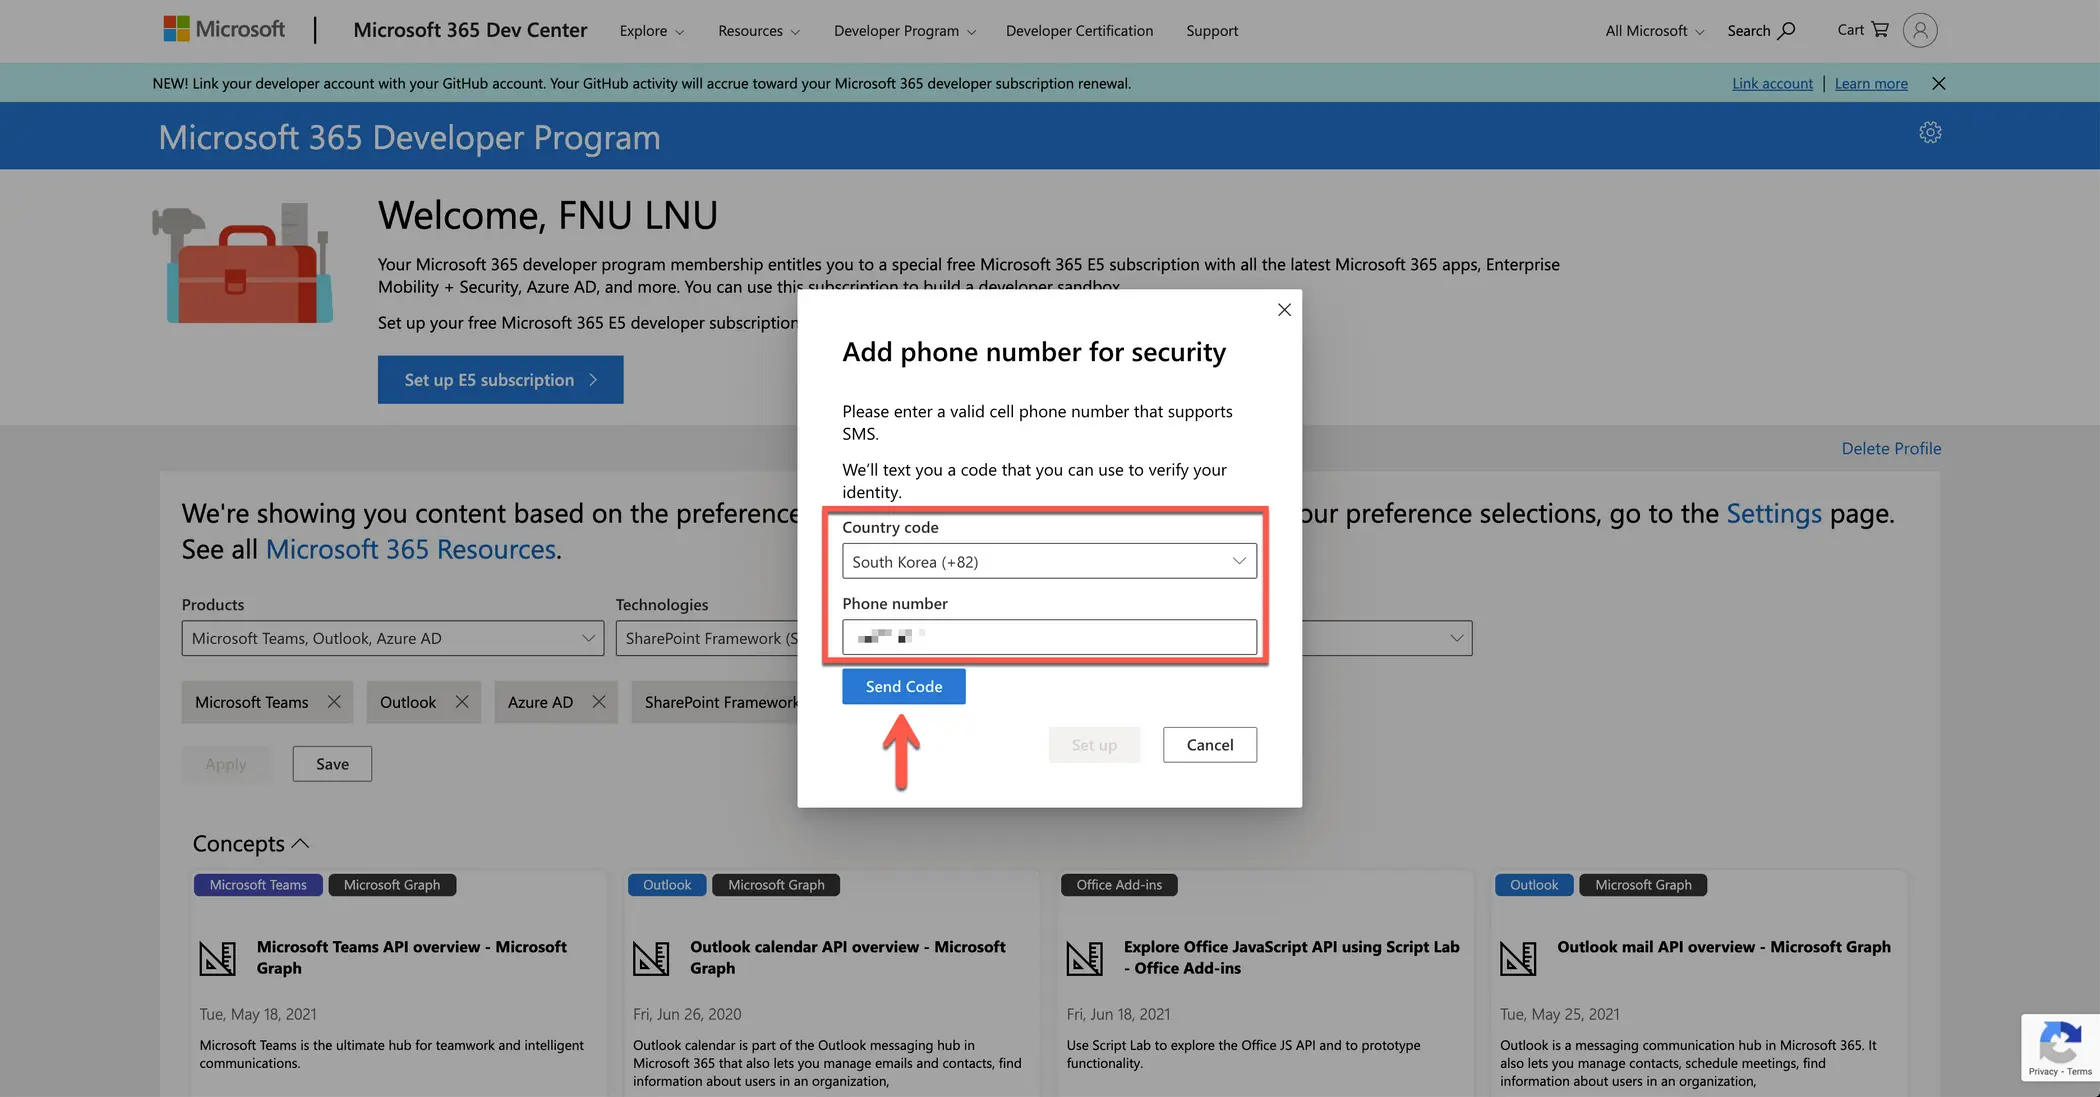 Microsoft
Microsoft 365 Dev Center
Explore
Resources
Developer Program
Developer Certification
Support
All Microsoft
Search
Cart
NEW! Link your developer account with your GitHub account. Your GitHub activity will accrue toward your Microsoft 365 developer subscription renewal.
Link account | Learn more
Microsoft 365 Developer Program
Welcome, FNU LNU
Your Microsoft 365 developer program membership entitles you to a special free Microsoft 365 E5 subscription with all the latest Microsoft 365 apps, Enterprise
Mobility + Security, Azure AD, and more. You can use this subscription to build a developer sandbox
Set up your free Microsoft 365 E5 developer subscription
Set up E5 subscription
Delete Profile
Add phone number for security
Please enter a valid cell phone number that supports
SMS.
We'll text you a code that you can use to verify your
identity.
Country code
South Korea (+82)
Phone number
Send Code
Set up
Cancel
We're showing you content based on the preference our preference selections, go to the Settings page.
See all Microsoft 365 Resources.
Products
Technologies
Microsoft Teams, Outlook, Azure AD
SharePoint Framework (S
Microsoft Teams
Outlook
Azure AD
SharePoint Framework
Apply
Save
Concepts
Microsoft Teams
Microsoft Graph
Microsoft Teams API overview - Microsoft
Graph
Tue, May 18, 2021
Microsoft Teams is the ultimate hub for teamwork and intelligent
communications.
Outlook
Microsoft Graph
Outlook calendar API overview - Microsoft
Graph
Fri, Jun 26, 2020
Outlook calendar is part of the Outlook messaging hub in
Microsoft 365 that also lets you manage emails and contacts, find
information about users in an organization,
Office Add-ins
Explore Office JavaScript API using Script Lab
- Office Add-ins
Fri, Jun 18, 2021
Use Script Lab to explore the Office JS API and to prototype
functionality.
Outlook
Microsoft Graph
Outlook mail API overview - Microsoft Graph
Tue, May 25, 2021
Outlook is a messaging communication hub in Microsoft 365. It
also lets you manage contacts, schedule meetings, find
information about users in an organization,
Privacy - Terms